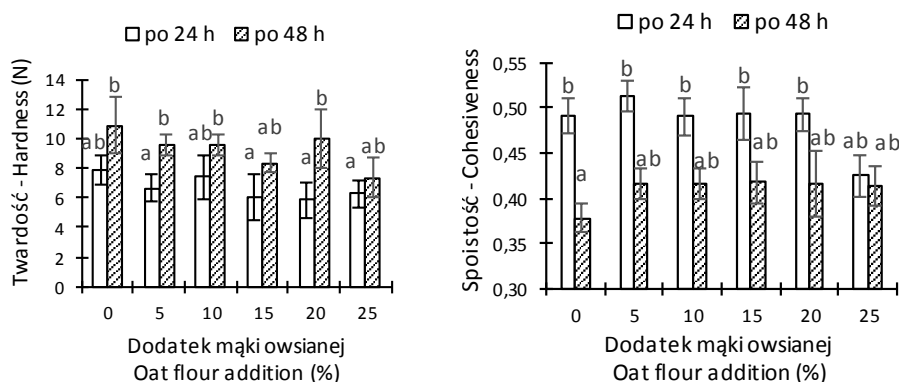 po 24 h po 48 h
Twardość - Hardness (N)
14
12
10
8
6
4
2
0
ab b a b ab b a ab a b a ab
0 5 10 15 20 25
Dodatek mąki owsianej
Oat flour addition (%)
po 24 h po 48 h
Spoistość - Cohesiveness
0,55
0,50
0,45
0,40
0,35
0,30
b a b ab b ab b ab b ab ab ab
0 5 10 15 20 25
Dodatek mąki owsianej
Oat flour addition (%)